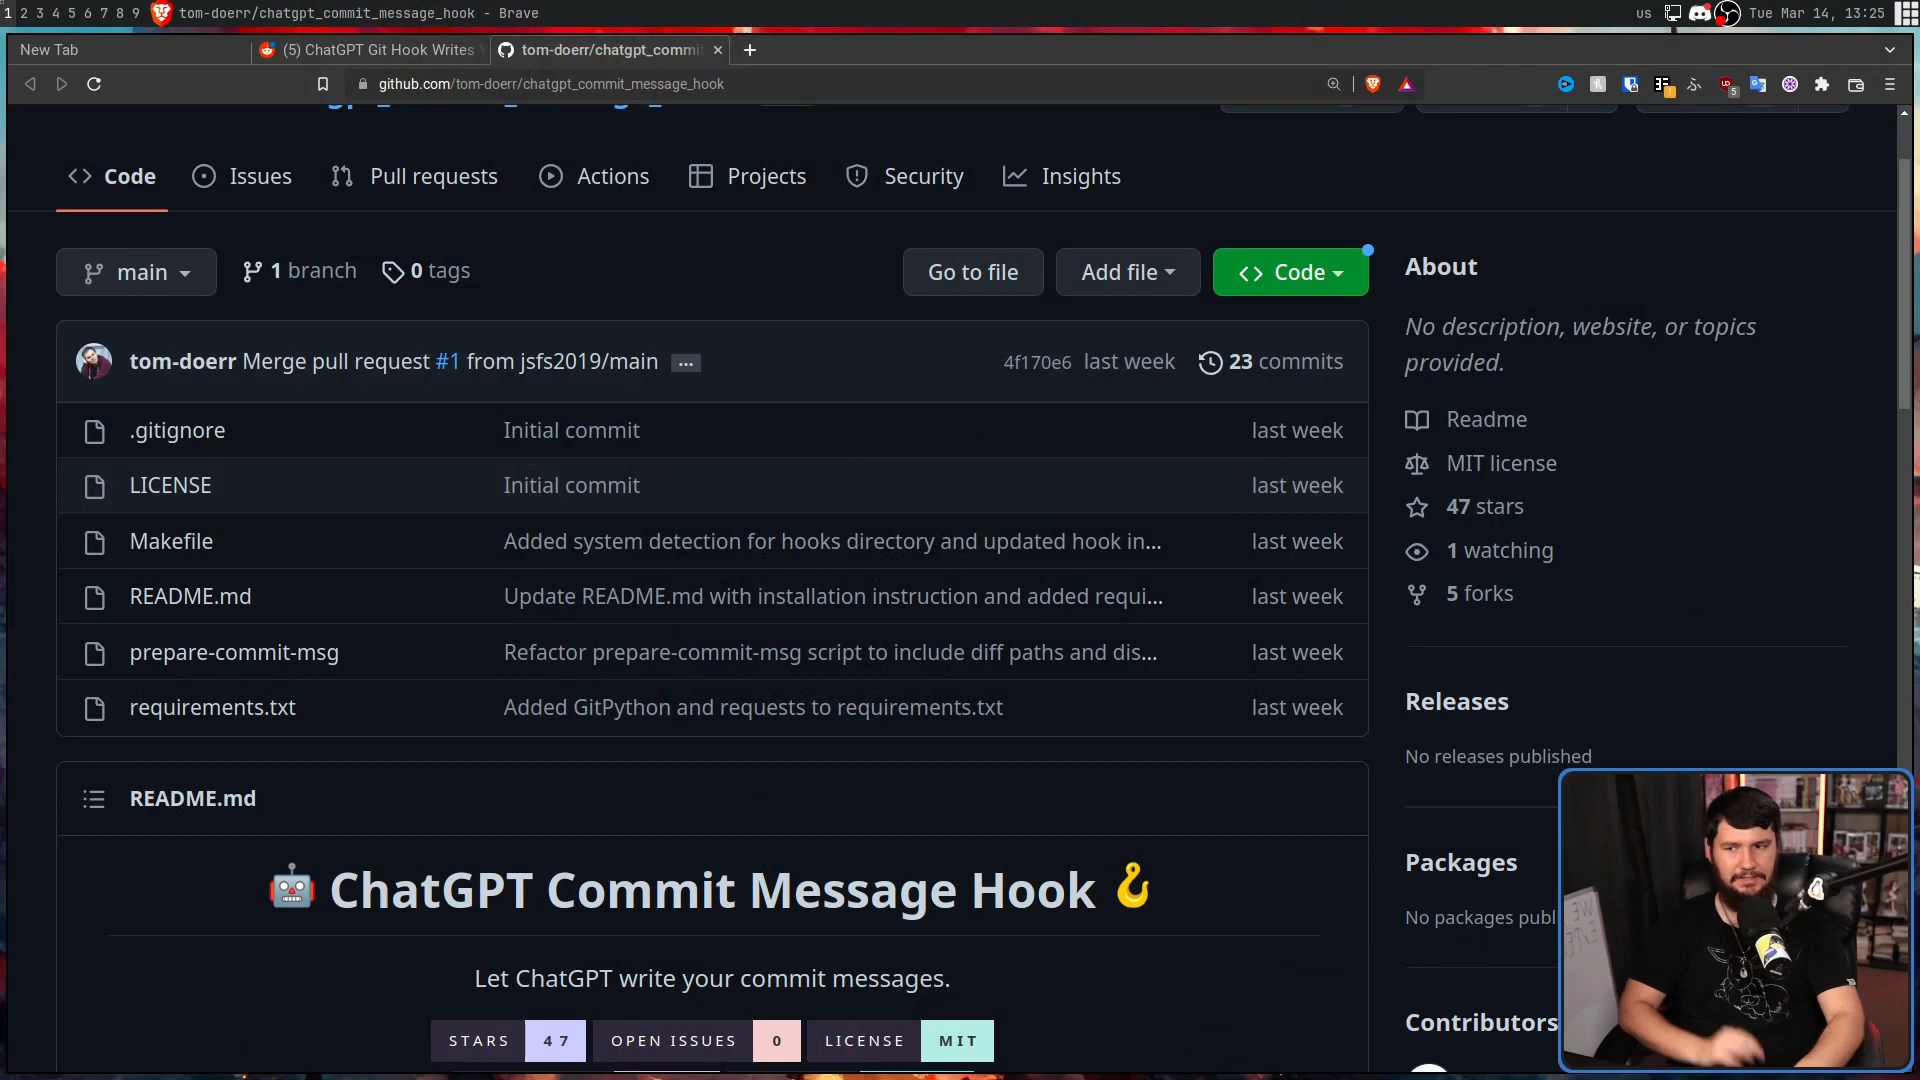 1 2 3 4 5 6 7 8 9 tom-doerr/chatgpt_commit_message_hook - Brave us Tue Mar 14, 13:25
New Tab (5) ChatGPT Git Hook Writes tom-doerr/chatgpt_commi
github.com/tom-doerr/chatgpt_commit_message_hook
Code Issues Pull requests Actions Projects Security Insights
main 1 branch 0 tags Go to file Add file Code
tom-doerr Merge pull request #1 from jsfs2019/main ... 4f170e6 last week 23 commits
.gitignore Initial commit last week
LICENSE Initial commit last week
Makefile Added system detection for hooks directory and updated hook in... last week
README.md Update README.md with installation instruction and added requi... last week
prepare-commit-msg Refactor prepare-commit-msg script to include diff paths and dis... last week
requirements.txt Added GitPython and requests to requirements.txt last week
README.md
🤖 ChatGPT Commit Message Hook 🪝
Let ChatGPT write your commit messages.
STARS 47 OPEN ISSUES 0 LICENSE MIT
About
No description, website, or topics
provided.
Readme
MIT license
47 stars
1 watching
5 forks
Releases
No releases published
Packages
No packages publ
Contributors